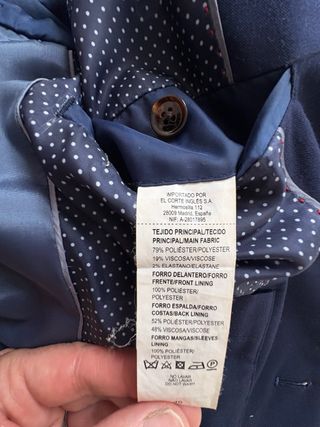 IMPORTADO POR
EL CORTE INGLÉS S.A.
Hermosilla 112
28009 Madrid, España
NIF: A-28017895
TEJIDO PRINCIPAL/TECIDO
PRINCIPAL/MAIN FABRIC
79% POLIÉSTER/POLYESTER
19% VISCOSA/VISCOSE
2% ELASTANO/ELASTANE
FORRO DELANTERO/FORRO
FRENTE/FRONT LINING
100% POLIÉSTER/
POLYESTER
FORRO ESPALDA/FORRO
COSTAS/BACK LINING
52% POLIÉSTER/POLYESTER
48% VISCOSA/VISCOSE
FORRO MANGAS/SLEEVES
LINING
100% POLIÉSTER/
POLYESTER
NO LAVAR
NÃO LAVAR
DO NOT WASH